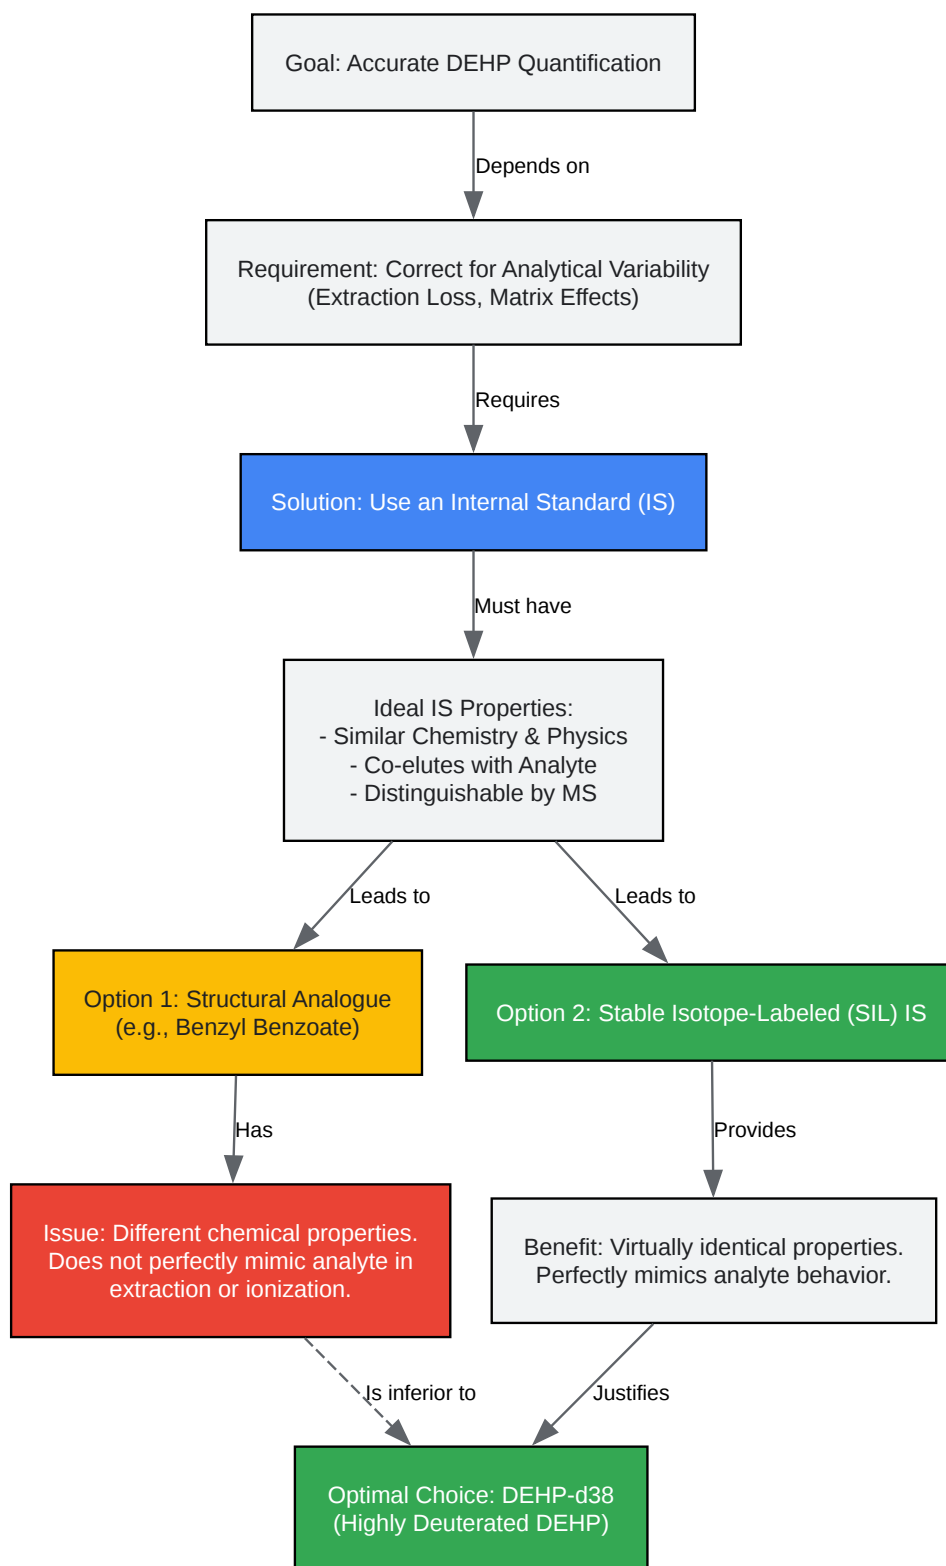 Goal: Accurate DEHP Quantification
Depends on
Requirement: Correct for Analytical Variability
(Extraction Loss, Matrix Effects)
Requires
Solution: Use an Internal Standard (IS)
Must have
Ideal IS Properties:
- Similar Chemistry & Physics
- Co-elutes with Analyte
- Distinguishable by MS
Leads to
Leads to
Option 1: Structural Analogue
(e.g., Benzyl Benzoate)
Option 2: Stable Isotope-Labeled (SIL) IS
Has
Provides
Issue: Different chemical properties.
Does not perfectly mimic analyte in
extraction or ionization.
Benefit: Virtually identical properties.
Perfectly mimics analyte behavior.
Is inferior to
Justifies
Optimal Choice: DEHP-d38
(Highly Deuterated DEHP)